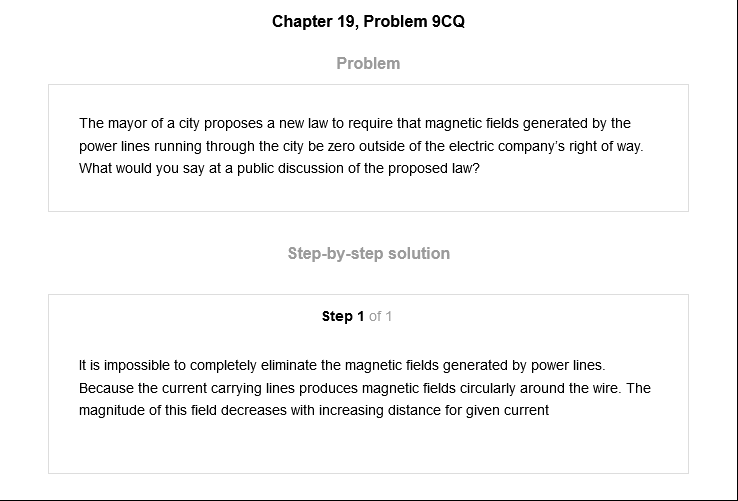 Chapter 19, Problem 9CQ
Problem
The mayor of a city proposes a new law to require that magnetic fields generated by the
power lines running through the city be zero outside of the electric company's right of way.
What would you say at a public discussion of the proposed law?
Step-by-step solution
Step 1 of 1
It is impossible to completely eliminate the magnetic fields generated by power lines.
Because the current carrying lines produces magnetic fields circularly around the wire. The
magnitude of this field decreases with increasing distance for given current